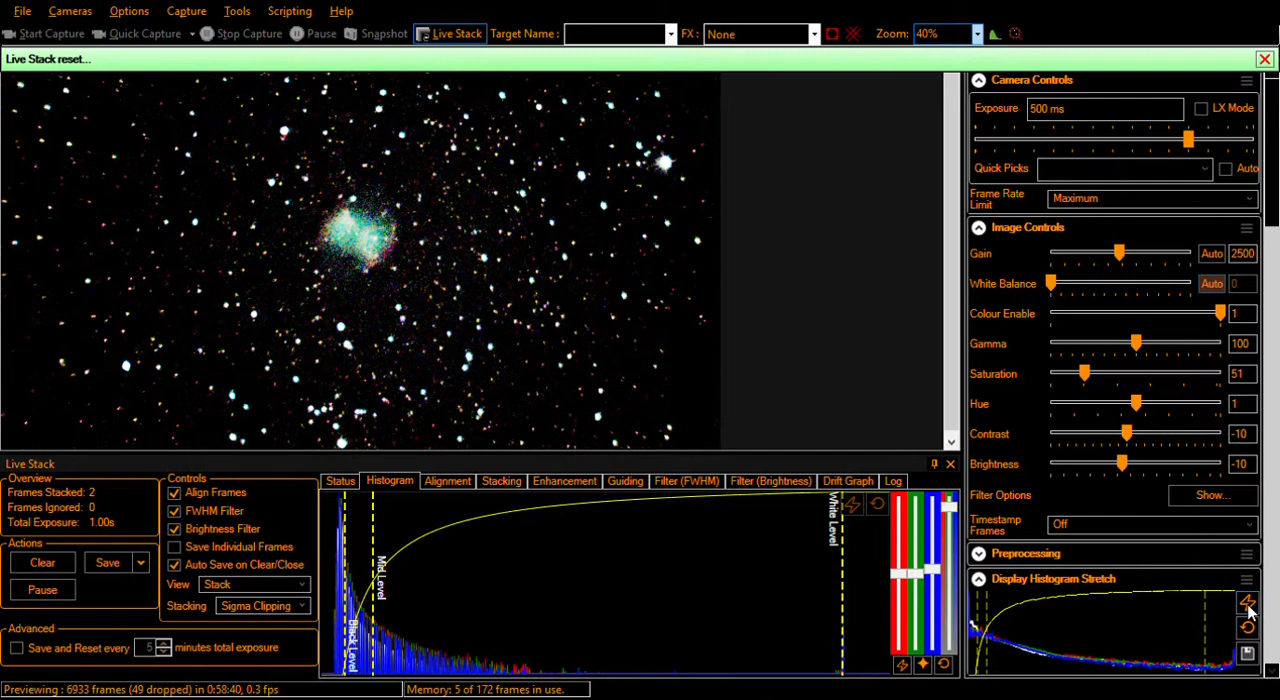 File Cameras Options Capture Tools Scripting Help
Start Capture Quick Capture Stop Capture Pause Snapshot Live Stack Target Name : FX : None Zoom: 40%
Live Stack reset...
Camera Controls
Exposure 500 ms LX Mode
Quick Picks Auto
Frame Rate Limit Maximum
Image Controls
Gain Auto 2500
White Balance Auto 0
Colour Enable 1
Gamma 100
Saturation 51
Hue 1
Contrast -10
Brightness -10
Filter Options Show...
Timestamp Frames Off
Preprocessing
Display Histogram Stretch
Live Stack
Overview
Frames Stacked: 2
Frames Ignored: 0
Total Exposure: 1.00s
Actions
Clear Save
Pause
Controls
Align Frames
FWHM Filter
Brightness Filter
Save Individual Frames
Auto Save on Clear/Close
View Stack
Stacking Sigma Clipping
Advanced
Save and Reset every 5 minutes total exposure
Status Histogram Alignment Stacking Enhancement Guiding Filter (FWHM) Filter (Brightness) Drift Graph Log
Black Level
Mid Level
White Level
Previewing : 6933 frames (49 dropped) in 0:58:40, 0.3 fps
Memory: 5 of 172 frames in use.